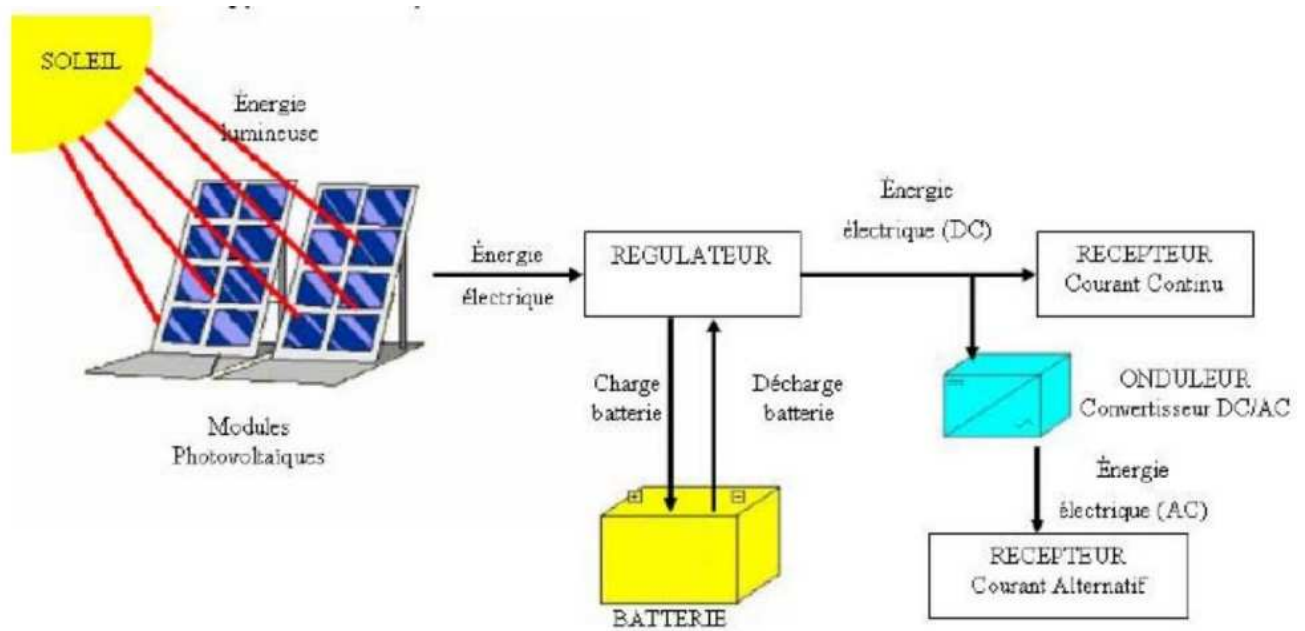 SOLEIL
Énergie
lumineuse
Modules
Photovoltaïques
Énergie
électrique
REGULATEUR
Charge
batterie
Décharge
batterie
+
−
BATTERIE
Énergie
électrique (DC)
RECEPTEUR
Courant Continu
ONDULEUR
Convertisseur DC/AC
Énergie
électrique (AC)
RECEPTEUR
Courant Alternatif